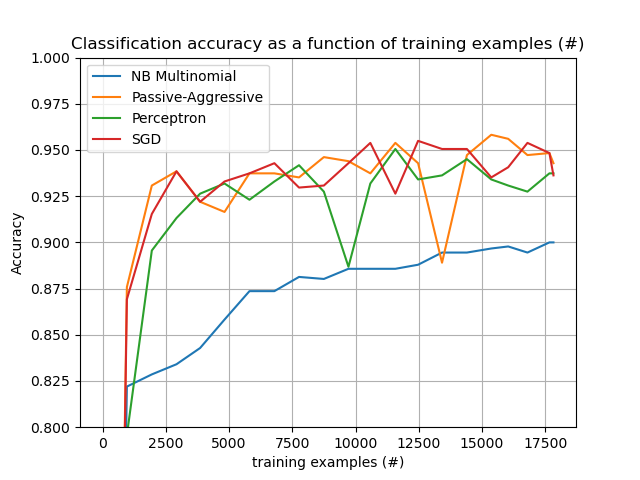 Classification accuracy as a function of training examples (#)
1.000
0.975
0.950
0.925
0.900
0.875
0.850
0.825
0.800
Accuracy
NB Multinomial
Passive-Aggressive
Perceptron
SGD
0 2500 5000 7500 10000 12500 15000 17500
training examples (#)